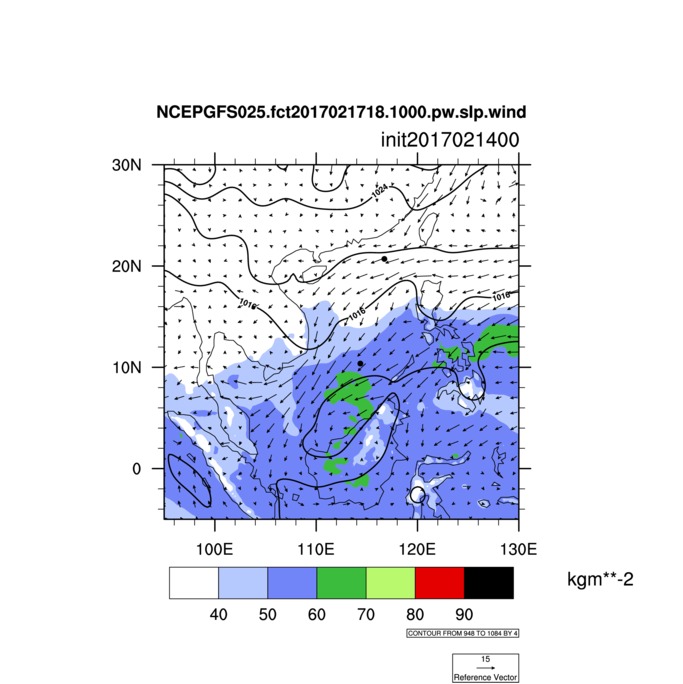 NCEPGFS025.fct2017021718.1000.pw.slp.wind
init2017021400
30N
1024
20N
1016
1016
1016
10N
0
100E 110E 120E 130E
kgm**-2
40 50 60 70 80 90
CONTOUR FROM 948 TO 1084 BY 4
15
Reference Vector